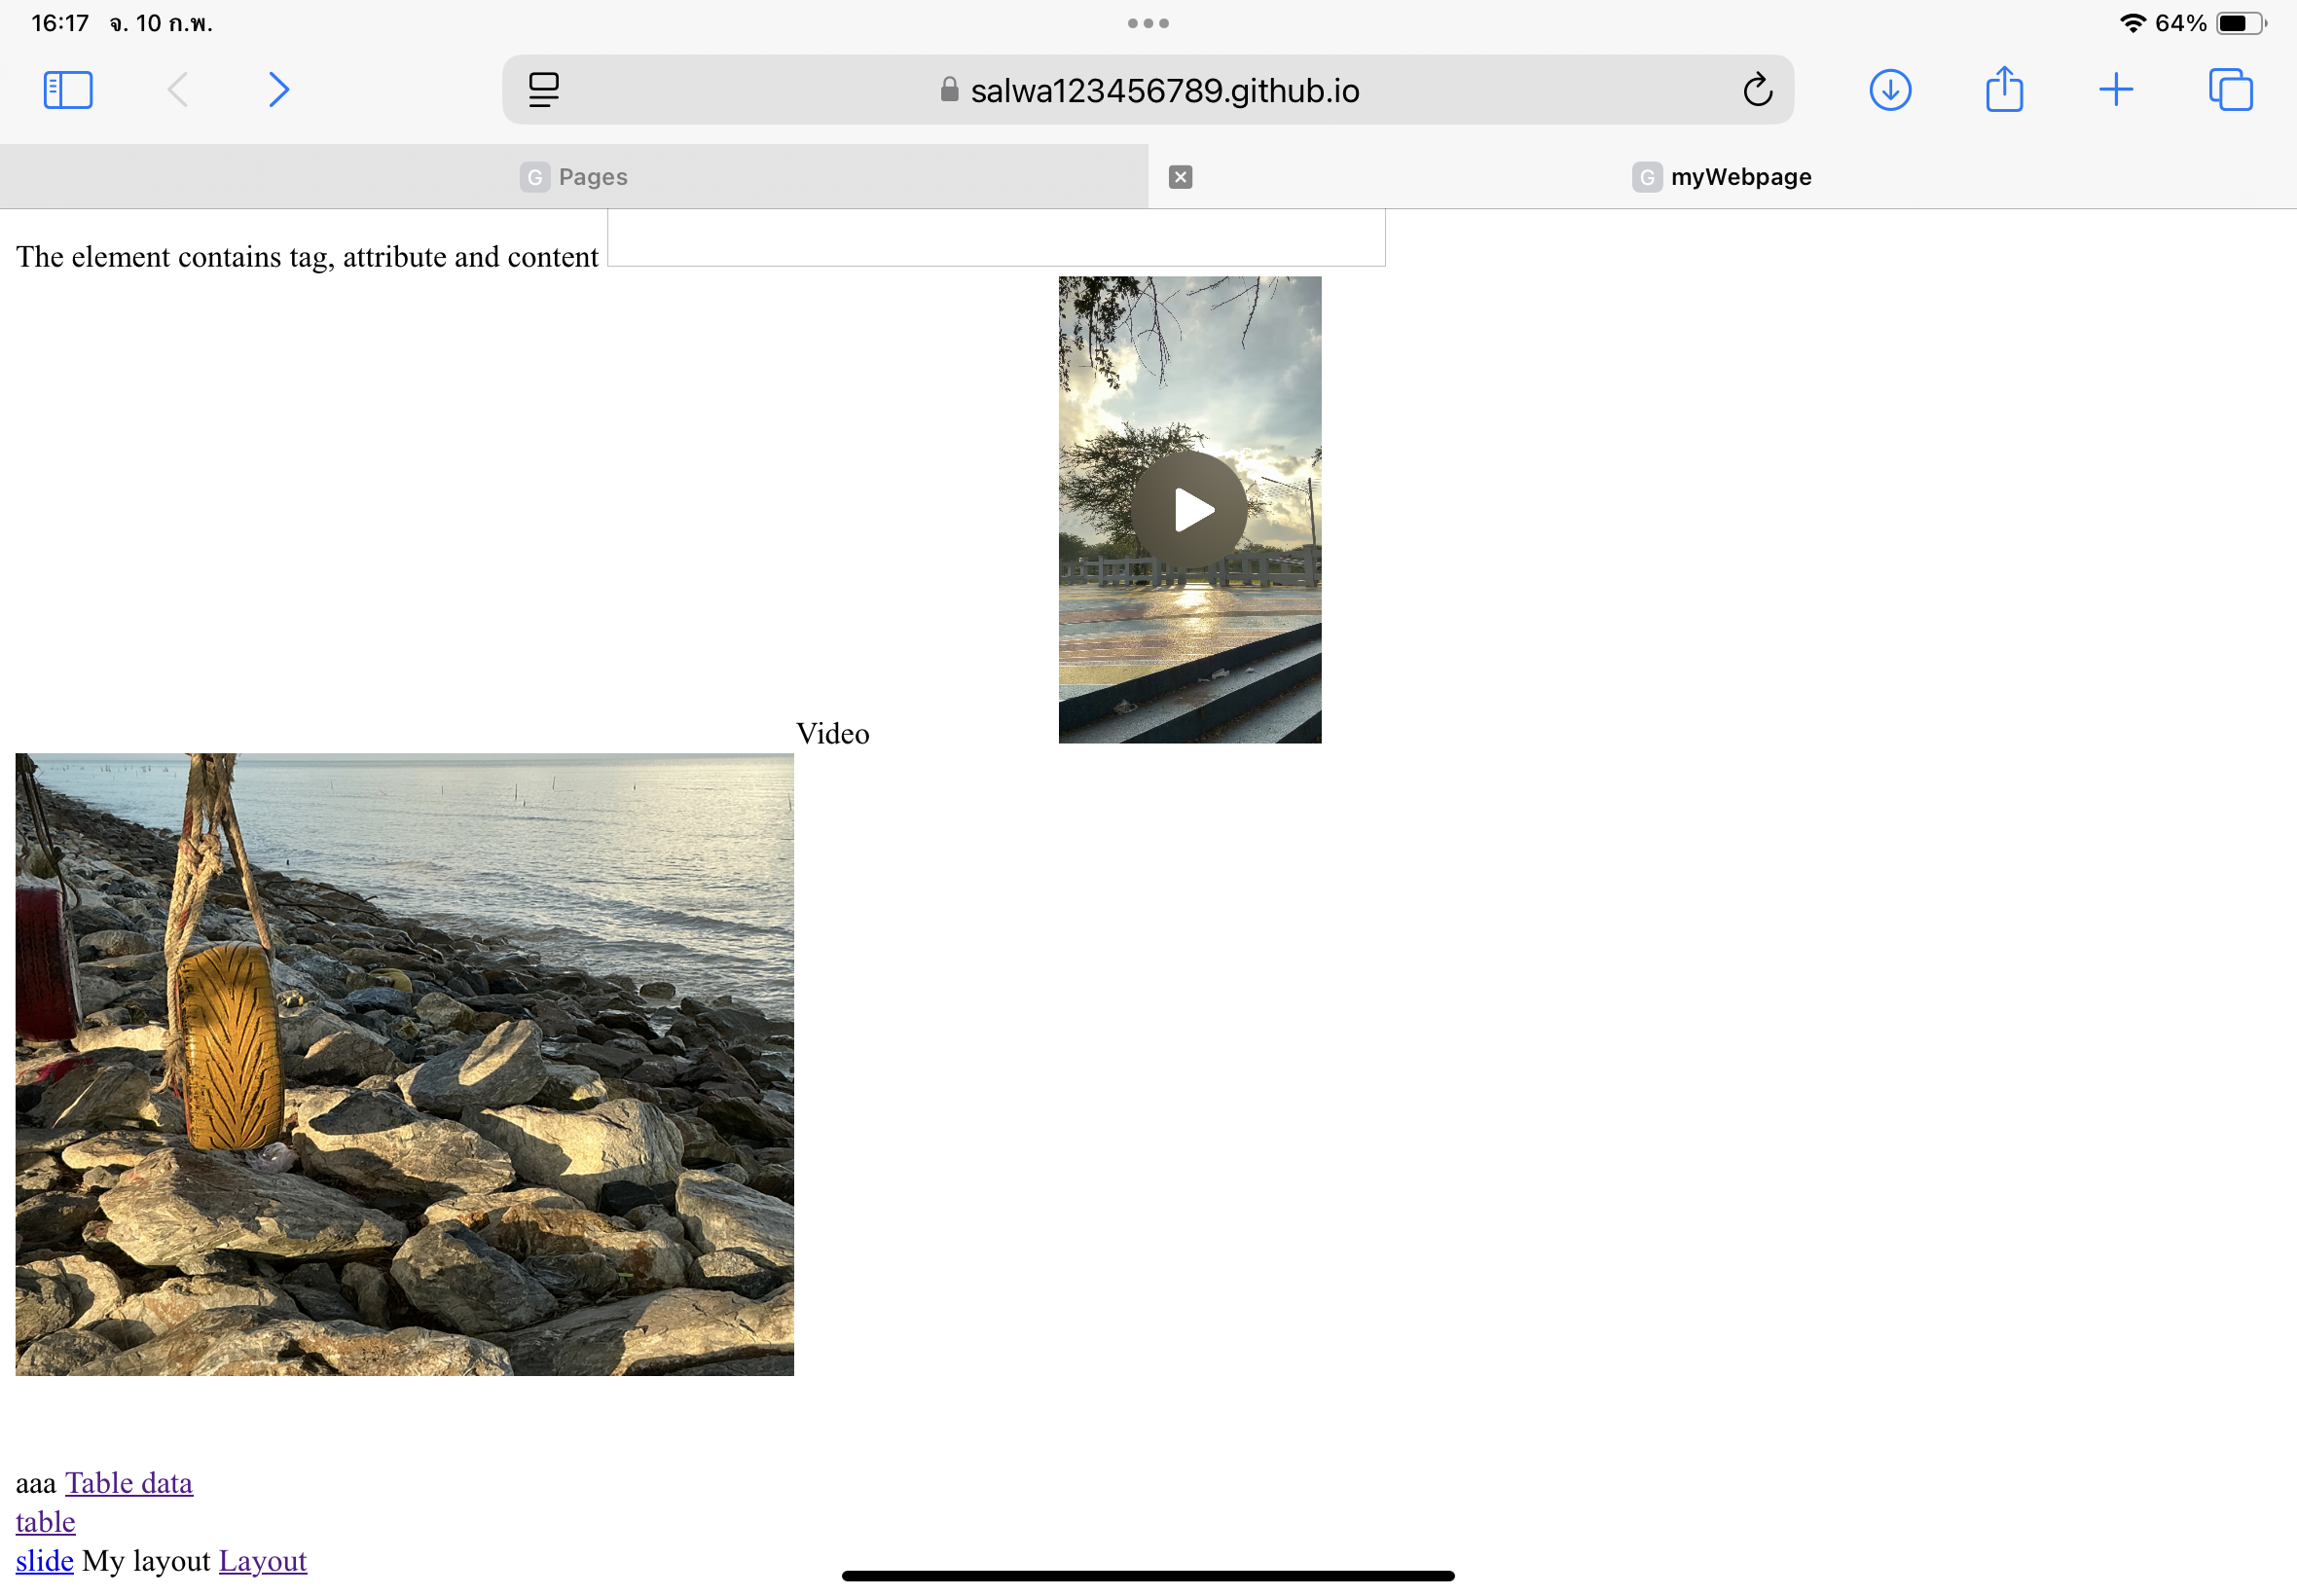 16:17 จ. 10 ก.พ.
64%
salwa123456789.github.io
G Pages
G myWebpage
The element contains tag, attribute and content
Video
aaa Table data
table
slide My layout Layout